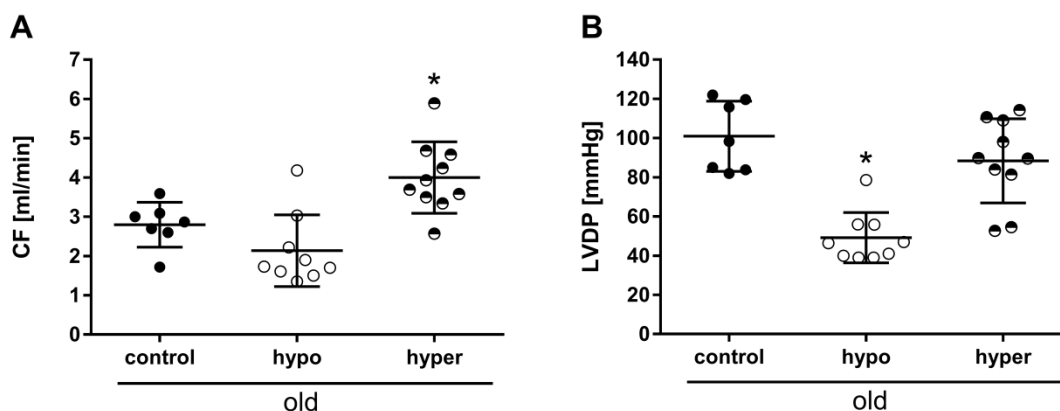 A
CF [ml/min]
7
6
5
4
3
2
1
0
*
control hypo hyper
old
B
LVDP [mmHg]
140
120
100
80
60
40
20
0
*
control hypo hyper
old